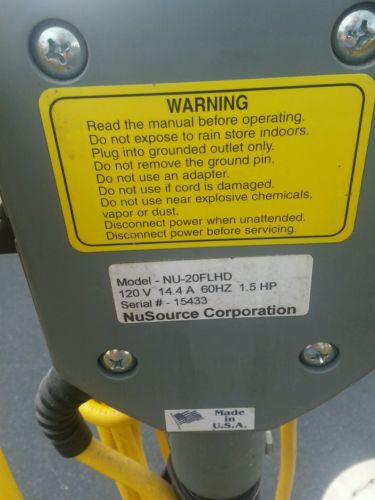 WARNING
Read the manual before operating.
Do not expose to rain store indoors.
Plug into grounded outlet only.
Do not remove the ground pin.
Do not use an adapter.
Do not use if cord is damaged.
Do not use near explosive chemicals,
vapor or dust.
Disconnect power when unattended.
Disconnect power before servicing.
Model - NU-20FLHD
120 V 14.4 A 60HZ 1.5 HP
Serial # - 15433
NuSource Corporation
Made in
U.S.A.